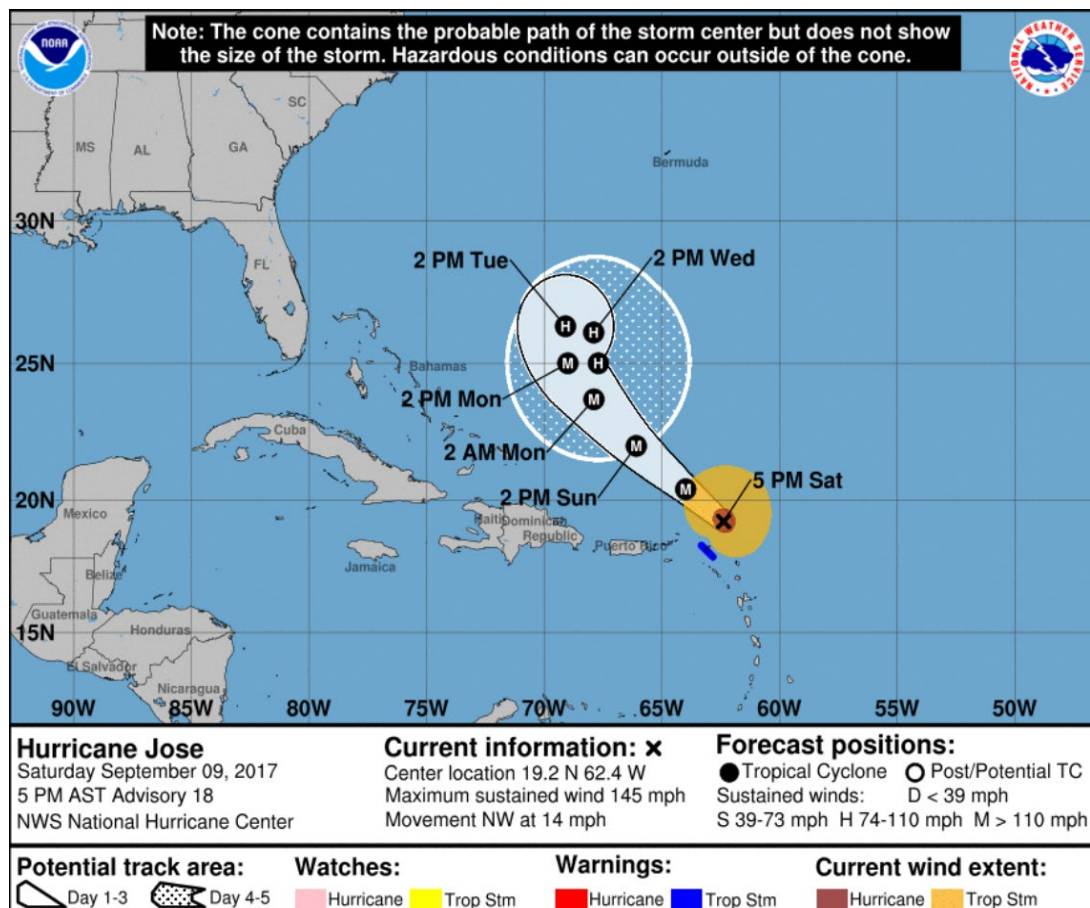 Note: The cone contains the probable path of the storm center but does not show
the size of the storm. Hazardous conditions can occur outside of the cone.
NOAA
NATIONAL WEATHER SERVICE
SC
MS
AL
GA
Bermuda
30N
FL
2 PM Tue
2 PM Wed
H
H
25N
Bahamas
M
H
2 PM Mon
M
Cuba
2 AM Mon
M
2 PM Sun
M
5 PM Sat
20N
Mexico
Haiti
Dominican
Republic
Puerto Rico
Jamaica
Belize
Guatemala
15N
Honduras
El Salvador
Nicaragua
90W
85W
80W
75W
70W
65W
60W
55W
50W
Hurricane Jose
Saturday September 09, 2017
5 PM AST Advisory 18
NWS National Hurricane Center
Current information: x
Center location 19.2 N 62.4 W
Maximum sustained wind 145 mph
Movement NW at 14 mph
Forecast positions:
Tropical Cyclone Post/Potential TC
Sustained winds: D < 39 mph
S 39-73 mph H 74-110 mph M > 110 mph
Potential track area:
Day 1-3 Day 4-5
Watches:
Hurricane Trop Stm
Warnings:
Hurricane Trop Stm
Current wind extent:
Hurricane Trop Stm